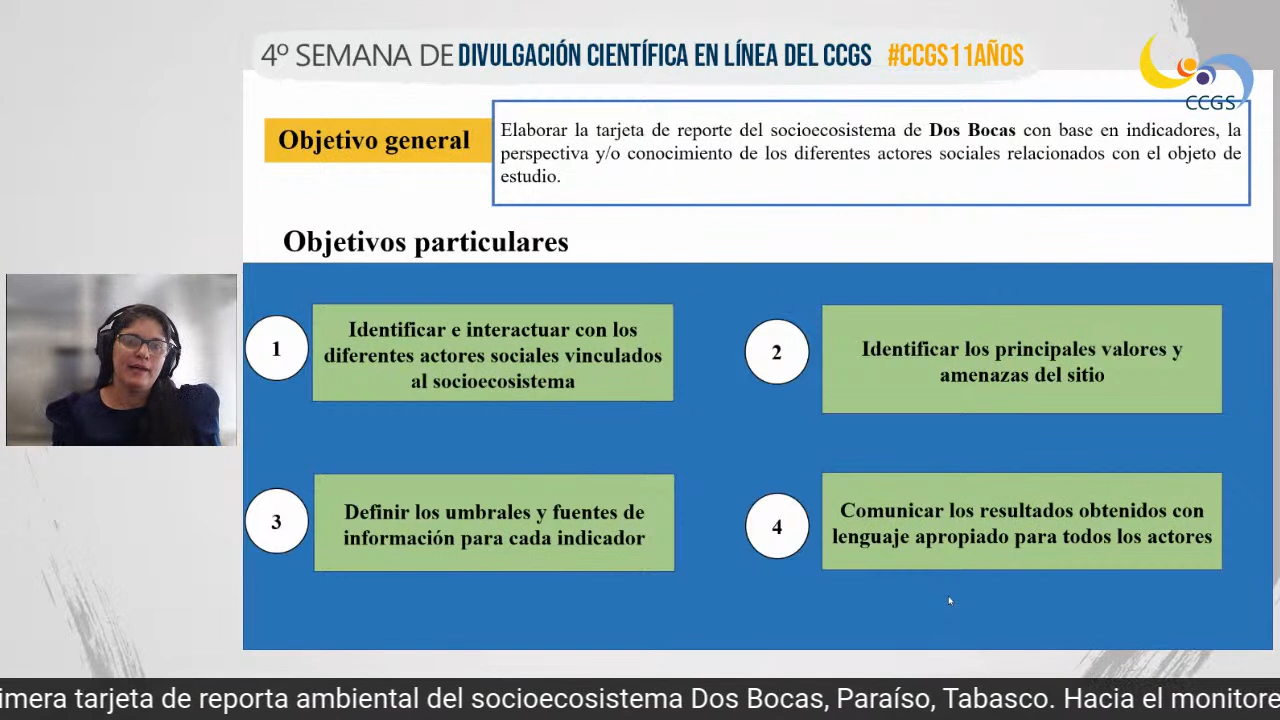 4º SEMANA DE DIVULGACIÓN CIENTÍFICA EN LÍNEA DEL CCGS #CCGS11AÑOS
CCGS
Objetivo general
Elaborar la tarjeta de reporte del socioecosistema de Dos Bocas con base en indicadores, la
perspectiva y/o conocimiento de los diferentes actores sociales relacionados con el objeto de
estudio.
Objetivos particulares
1
Identificar e interactuar con los
diferentes actores sociales vinculados
al socioecosistema
2
Identificar los principales valores y
amenazas del sitio
3
Definir los umbrales y fuentes de
información para cada indicador
4
Comunicar los resultados obtenidos con
lenguaje apropiado para todos los actores
imera tarjeta de reporta ambiental del socioecosistema Dos Bocas, Paraíso, Tabasco. Hacia el monitore